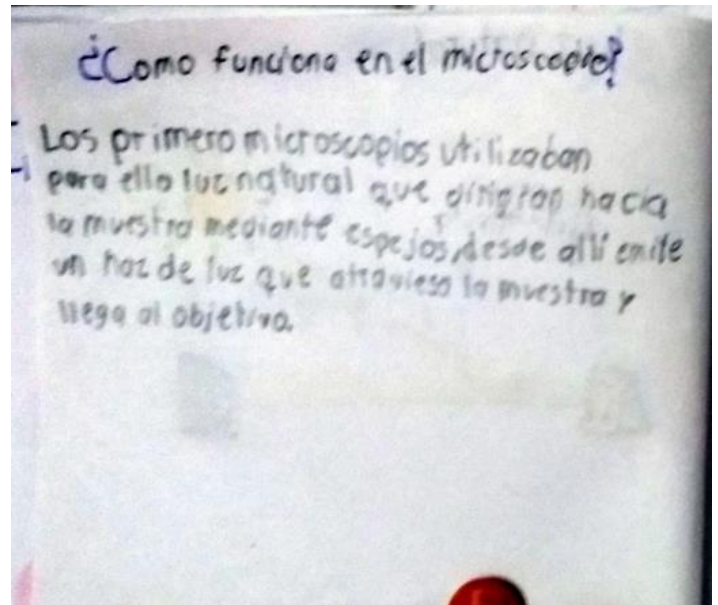 ¿Como funciona en el microscopio?
Los primero microscopios utilizaban
para ello luz natural que dirigian hacia
la muestra mediante espejos, desde alli emite
un haz de luz que atraviesa la muestra y
llega al objetivo.